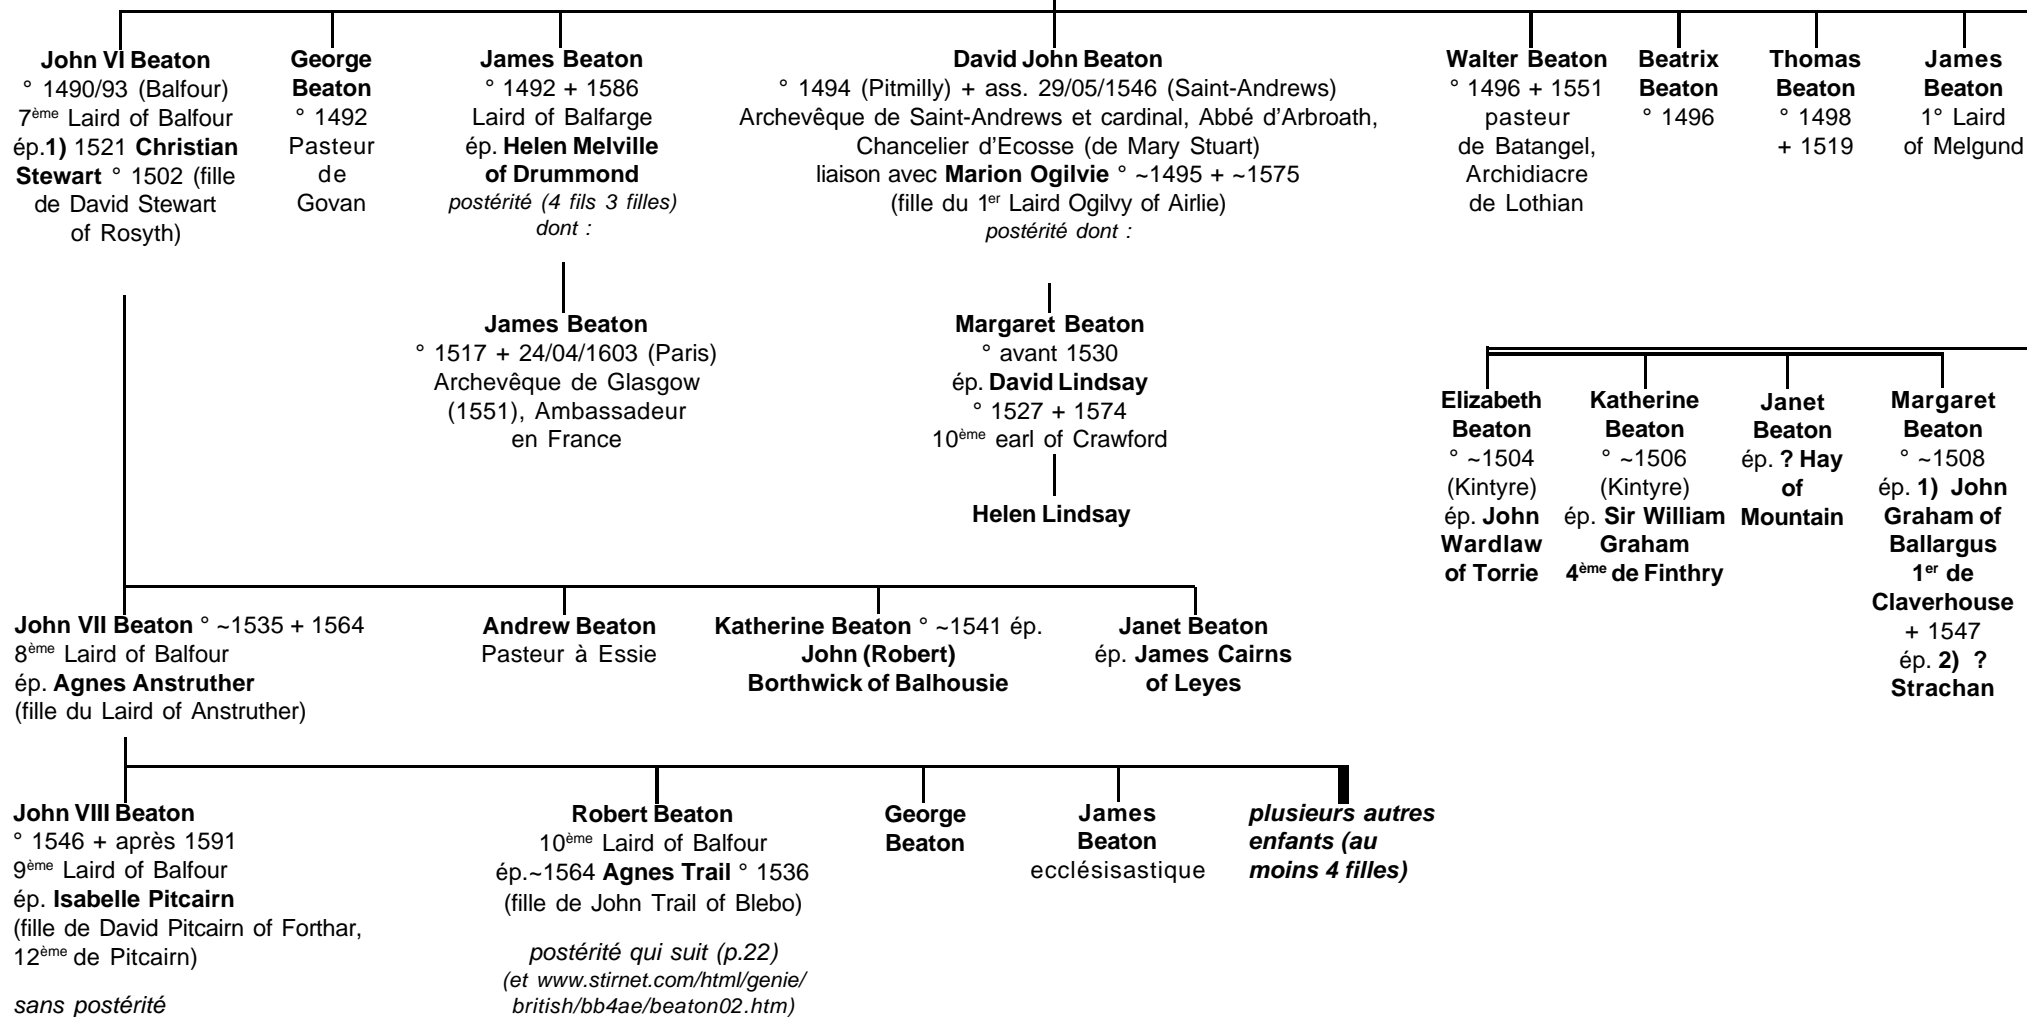 John VI Beaton
° 1490/93 (Balfour)
7ème Laird of Balfour
ép.1) 1521 Christian
Stewart ° 1502 (fille
de David Stewart
of Rosyth)
George
Beaton
° 1492
Pasteur
de
Govan
James Beaton
° 1492 + 1586
Laird of Balfarge
ép. Helen Melville
of Drummond
postérité (4 fils 3 filles)
dont :
David John Beaton
° 1494 (Pitmilly) + ass. 29/05/1546 (Saint-Andrews)
Archevêque de Saint-Andrews et cardinal, Abbé d'Arbroath,
Chancelier d'Ecosse (de Mary Stuart)
liaison avec Marion Ogilvie ° ~1495 + ~1575
(fille du 1er Laird Ogilvy of Airlie)
postérité dont :
Walter Beaton
° 1496 + 1551
pasteur
de Batangel,
Archidiacre
de Lothian
Beatrix
Beaton
° 1496
Thomas
Beaton
° 1498
+ 1519
James
Beaton
1° Laird
of Melgund
James Beaton
° 1517 + 24/04/1603 (Paris)
Archevêque de Glasgow
(1551), Ambassadeur
en France
Margaret Beaton
° avant 1530
ép. David Lindsay
° 1527 + 1574
10ème earl of Crawford
Helen Lindsay
Elizabeth
Beaton
° ~1504
(Kintyre)
ép. John
Wardlaw
of Torrie
Katherine
Beaton
° ~1506
(Kintyre)
ép. Sir William
Graham
4ème de Finthry
Janet
Beaton
ép. ? Hay
of
Mountain
Margaret
Beaton
° ~1508
ép. 1) John
Graham of
Ballargus
1er de
Claverhouse
+ 1547
ép. 2) ?
Strachan
John VII Beaton ° ~1535 + 1564
8ème Laird of Balfour
ép. Agnes Anstruther
(fille du Laird of Anstruther)
Andrew Beaton
Pasteur à Essie
Katherine Beaton ° ~1541 ép.
John (Robert)
Borthwick of Balhousie
Janet Beaton
ép. James Cairns
of Leyes
John VIII Beaton
° 1546 + après 1591
9ème Laird of Balfour
ép. Isabelle Pitcairn
(fille de David Pitcairn of Forthar,
12ème de Pitcairn)
sans postérité
Robert Beaton
10ème Laird of Balfour
ép.~1564 Agnes Trail ° 1536
(fille de John Trail of Blebo)
postérité qui suit (p.22)
(et www.stirnet.com/html/genie/
british/bb4ae/beaton02.htm)
George
Beaton
James
Beaton
ecclésisastique
plusieurs autres
enfants (au
moins 4 filles)